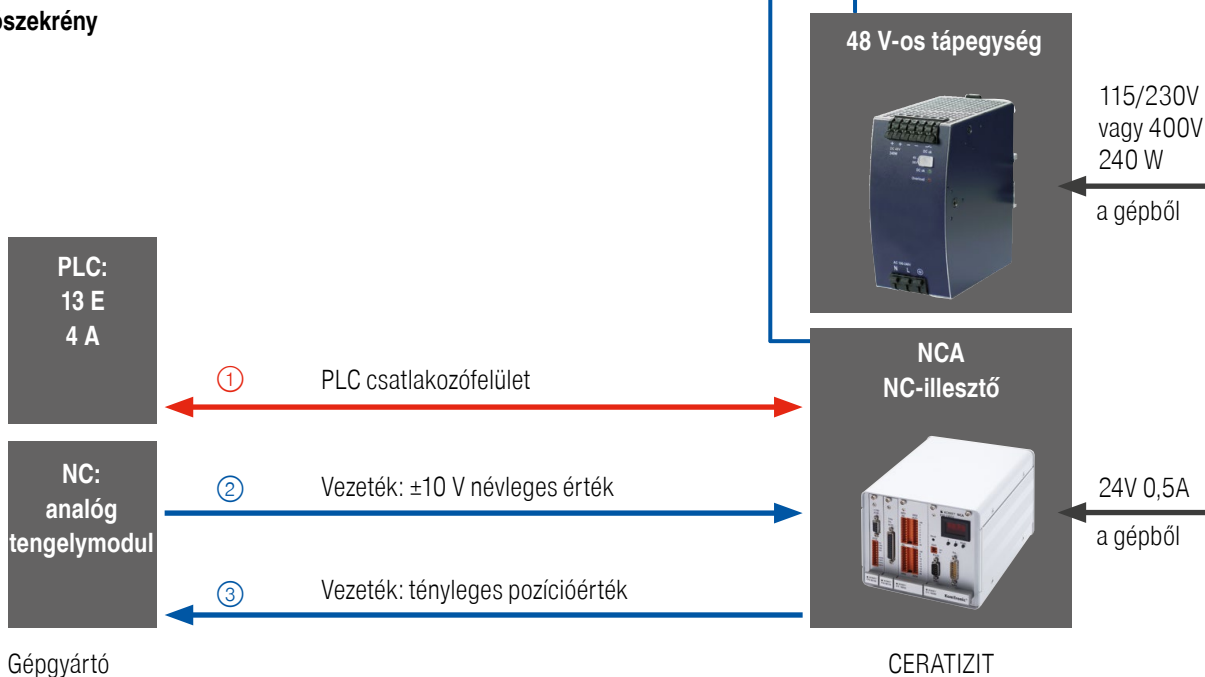 oszekrény
48 V-os tápegység
115/230V
vagy 400V
240 W
a gépből
PLC:
13 E
4 A
① PLC csatlakozófelület
NCA
NC-illesztő
NC:
analóg
tengelymodul
② Vezeték: ±10 V névleges érték
24V 0,5A
a gépből
③ Vezeték: tényleges pozícióérték
Gépgyártó
CERATIZIT